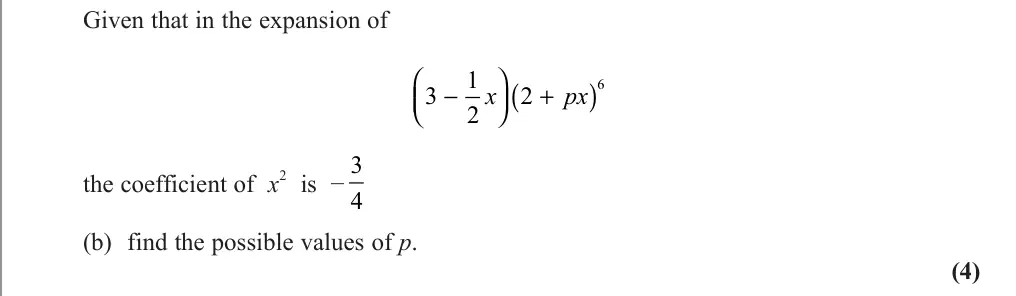 Given that in the expansion of
(3 − 1/2 x)(2 + px)⁶
the coefficient of x² is −3/4
(b) find the possible values of p.
(4)